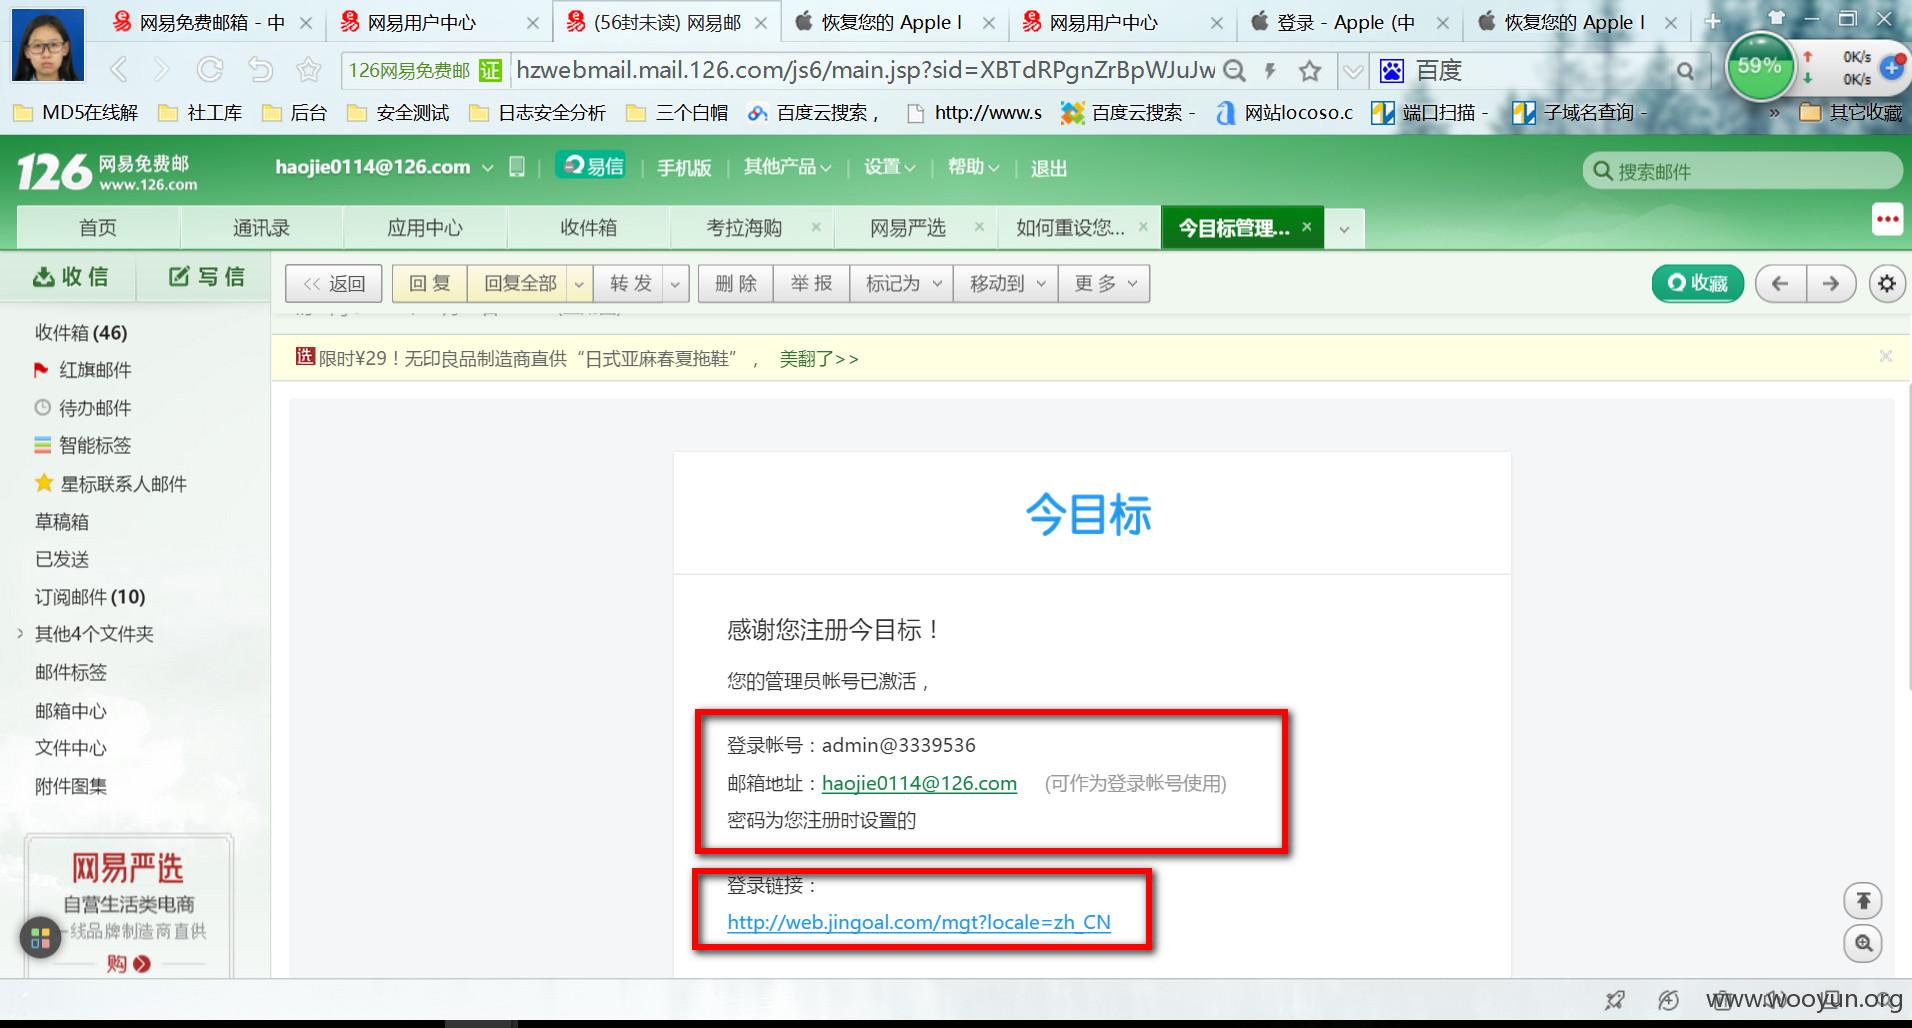 网易免费邮箱 - 中
网易用户中心
(56封未读) 网易邮
恢复您的 Apple I
网易用户中心
登录 - Apple (中
恢复您的 Apple I
126网易免费邮 证
hzwebmail.mail.126.com/js6/main.jsp?sid=XBTdRPgnZrBpWJuJw
百度
59%
0K/s
0K/s
MD5在线解
社工库
后台
安全测试
日志安全分析
三个白帽
百度云搜索，
http://www.s
百度云搜索 -
网站locoso.c
端口扫描 -
子域名查询 -
»
其它收藏
126 网易免费邮
www.126.com
haojie0114@126.com
易信
手机版
其他产品
设置
帮助
退出
搜索邮件
首页
通讯录
应用中心
收件箱
考拉海购
网易严选
如何重设您...
今目标管理...
收信
写信
<< 返回
回复
回复全部
转发
删除
举报
标记为
移动到
更多
收藏
收件箱 (46)
红旗邮件
待办邮件
智能标签
星标联系人邮件
草稿箱
已发送
订阅邮件 (10)
其他4个文件夹
邮件标签
邮箱中心
文件中心
附件图集
网易严选
自营生活类电商
一线品牌制造商直供
购
选 限时¥29！无印良品制造商直供“日式亚麻春夏拖鞋”， 美翻了>>
今目标
感谢您注册今目标！
您的管理员帐号已激活，
登录帐号：admin@3339536
邮箱地址：haojie0114@126.com (可作为登录帐号使用)
密码为您注册时设置的
登录链接：
http://web.jingoal.com/mgt?locale=zh_CN
www.wooyun.org